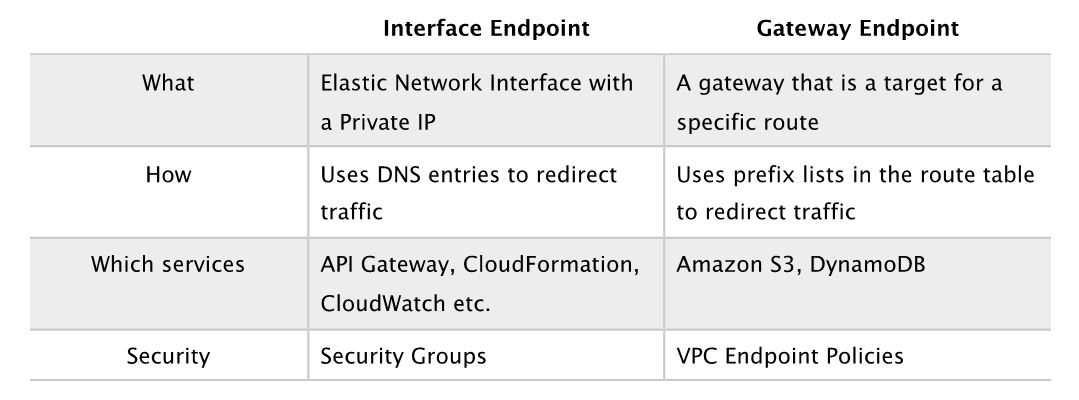 Interface Endpoint Gateway Endpoint
What Elastic Network Interface with A gateway that is a target for a
a Private IP specific route
How Uses DNS entries to redirect Uses prefix lists in the route table
traffic to redirect traffic
Which services API Gateway, CloudFormation, Amazon S3, DynamoDB
CloudWatch etc.
Security Security Groups VPC Endpoint Policies